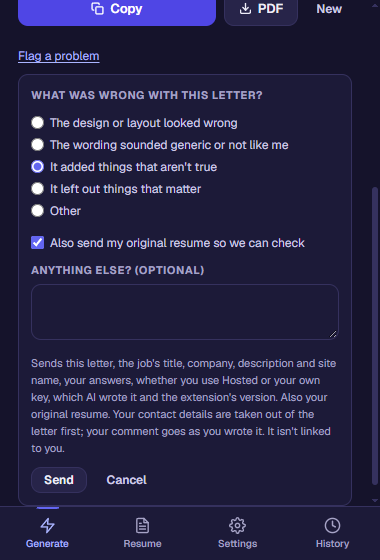 Copy
PDF
New
Flag a problem
WHAT WAS WRONG WITH THIS LETTER?
The design or layout looked wrong
The wording sounded generic or not like me
It added things that aren't true
It left out things that matter
Other
Also send my original resume so we can check
ANYTHING ELSE? (OPTIONAL)
Sends this letter, the job's title, company, description and site
name, your answers, whether you use Hosted or your own
key, which AI wrote it and the extension's version. Also your
original resume. Your contact details are taken out of the
letter first; your comment goes as you wrote it. It isn't linked
to you.
Send
Cancel
Generate
Resume
Settings
History